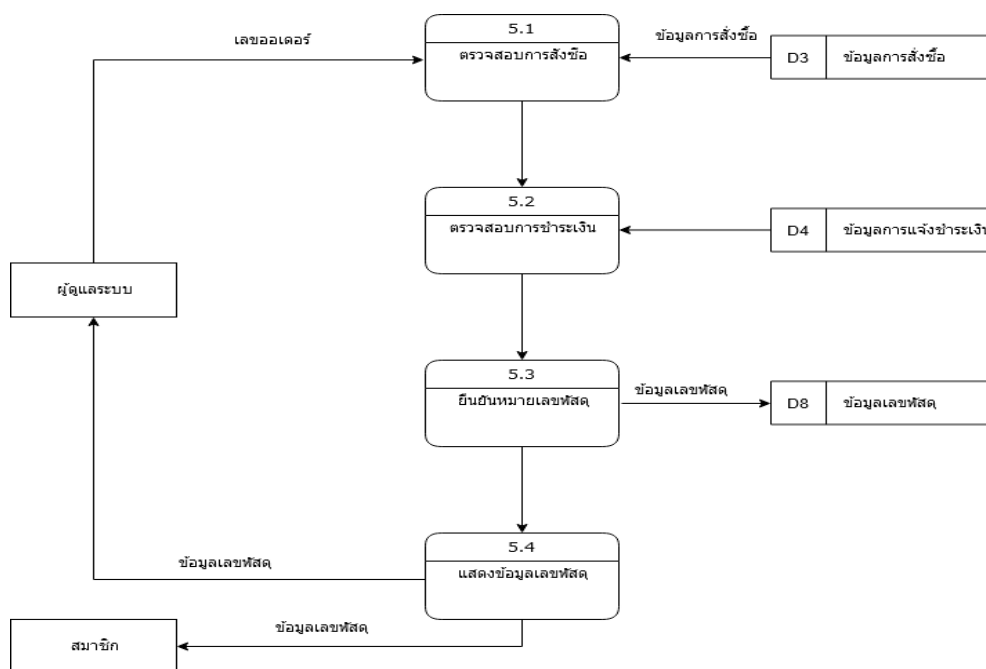 5.1
ตรวจสอบการสั่งซื้อ
เลขออเดอร์
ข้อมูลการสั่งซื้อ
D3 ข้อมูลการสั่งซื้อ
5.2
ตรวจสอบการชำระเงิน
D4 ข้อมูลการแจ้งชำระเงิน
ผู้ดูแลระบบ
5.3
ยืนยันหมายเลขพัสดุ
ข้อมูลเลขพัสดุ
D8 ข้อมูลเลขพัสดุ
5.4
แสดงข้อมูลเลขพัสดุ
ข้อมูลเลขพัสดุ
ข้อมูลเลขพัสดุ
สมาชิก